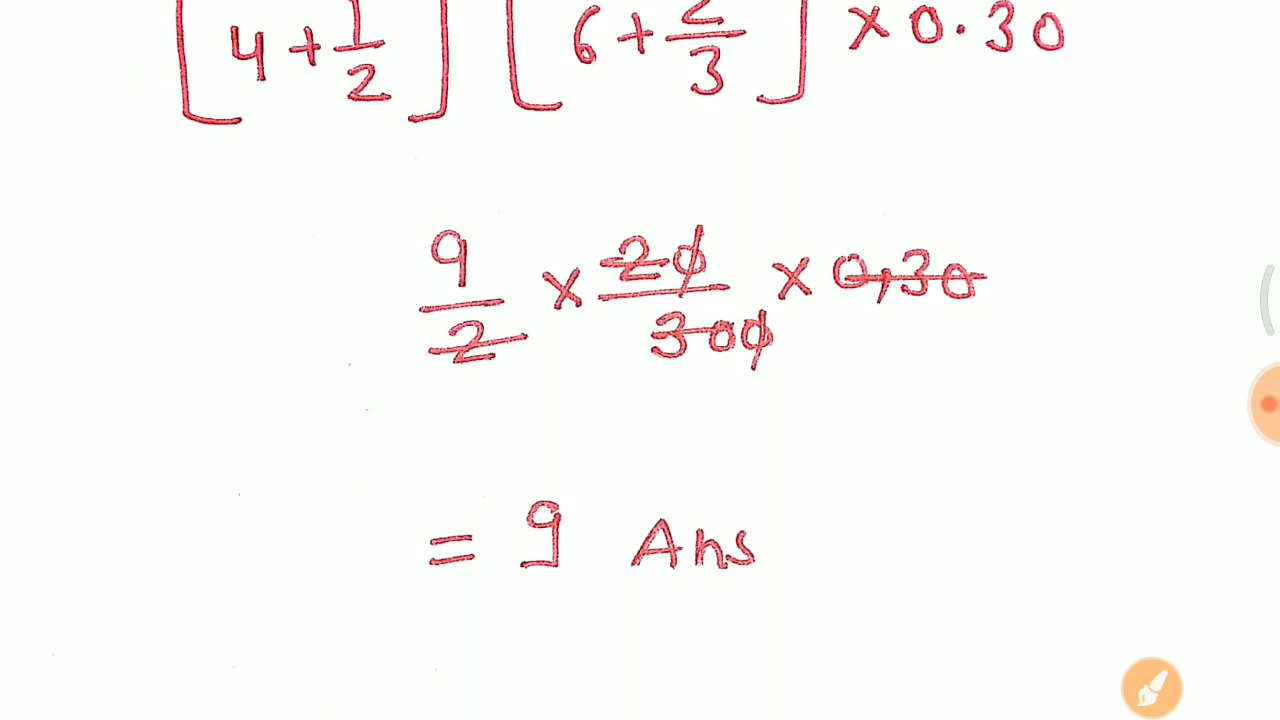 [4 + 1/2] [6 + 2/3] × 0.30
9/2 × 20/300 × 0,30
= 9 Ans